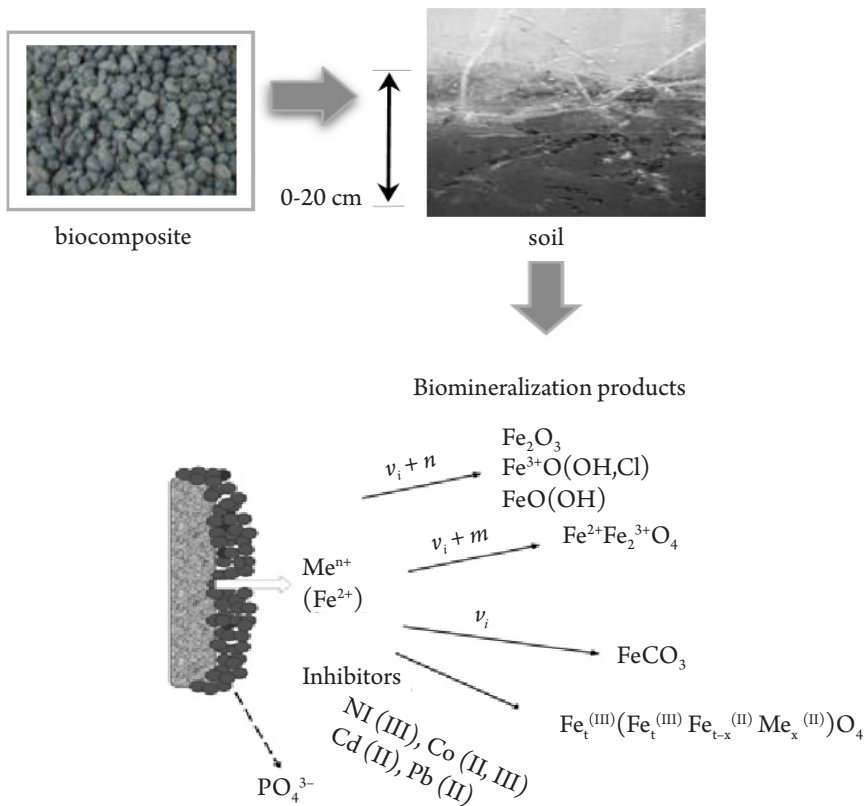 0-20 cm
biocomposite
soil
Biomineralization products
Fe₂O₃
νᵢ + n
Fe³⁺O(OH,Cl)
FeO(OH)
νᵢ + m
Fe²⁺Fe₂³⁺O₄
Meⁿ⁺
(Fe²⁺)
νᵢ
FeCO₃
Inhibitors
NI (III), Co (II, III)
Cd (II), Pb (II)
Feₜ⁽ᴵᴵᴵ⁾(Feₜ⁽ᴵᴵᴵ⁾ Feₜ₋ₓ⁽ᴵᴵ⁾ Meₓ⁽ᴵᴵ⁾)O₄
PO₄³⁻